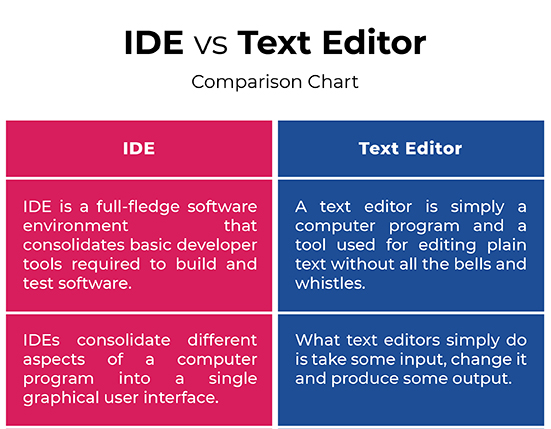 IDE vs Text Editor
Comparison Chart
IDE
Text Editor
IDE is a full-fledge software
environment that
consolidates basic developer
tools required to build and
test software.
A text editor is simply a
computer program and a
tool used for editing plain
text without all the bells and
whistles.
IDEs consolidate different
aspects of a computer
program into a single
graphical user interface.
What text editors simply do
is take some input, change it
and produce some output.